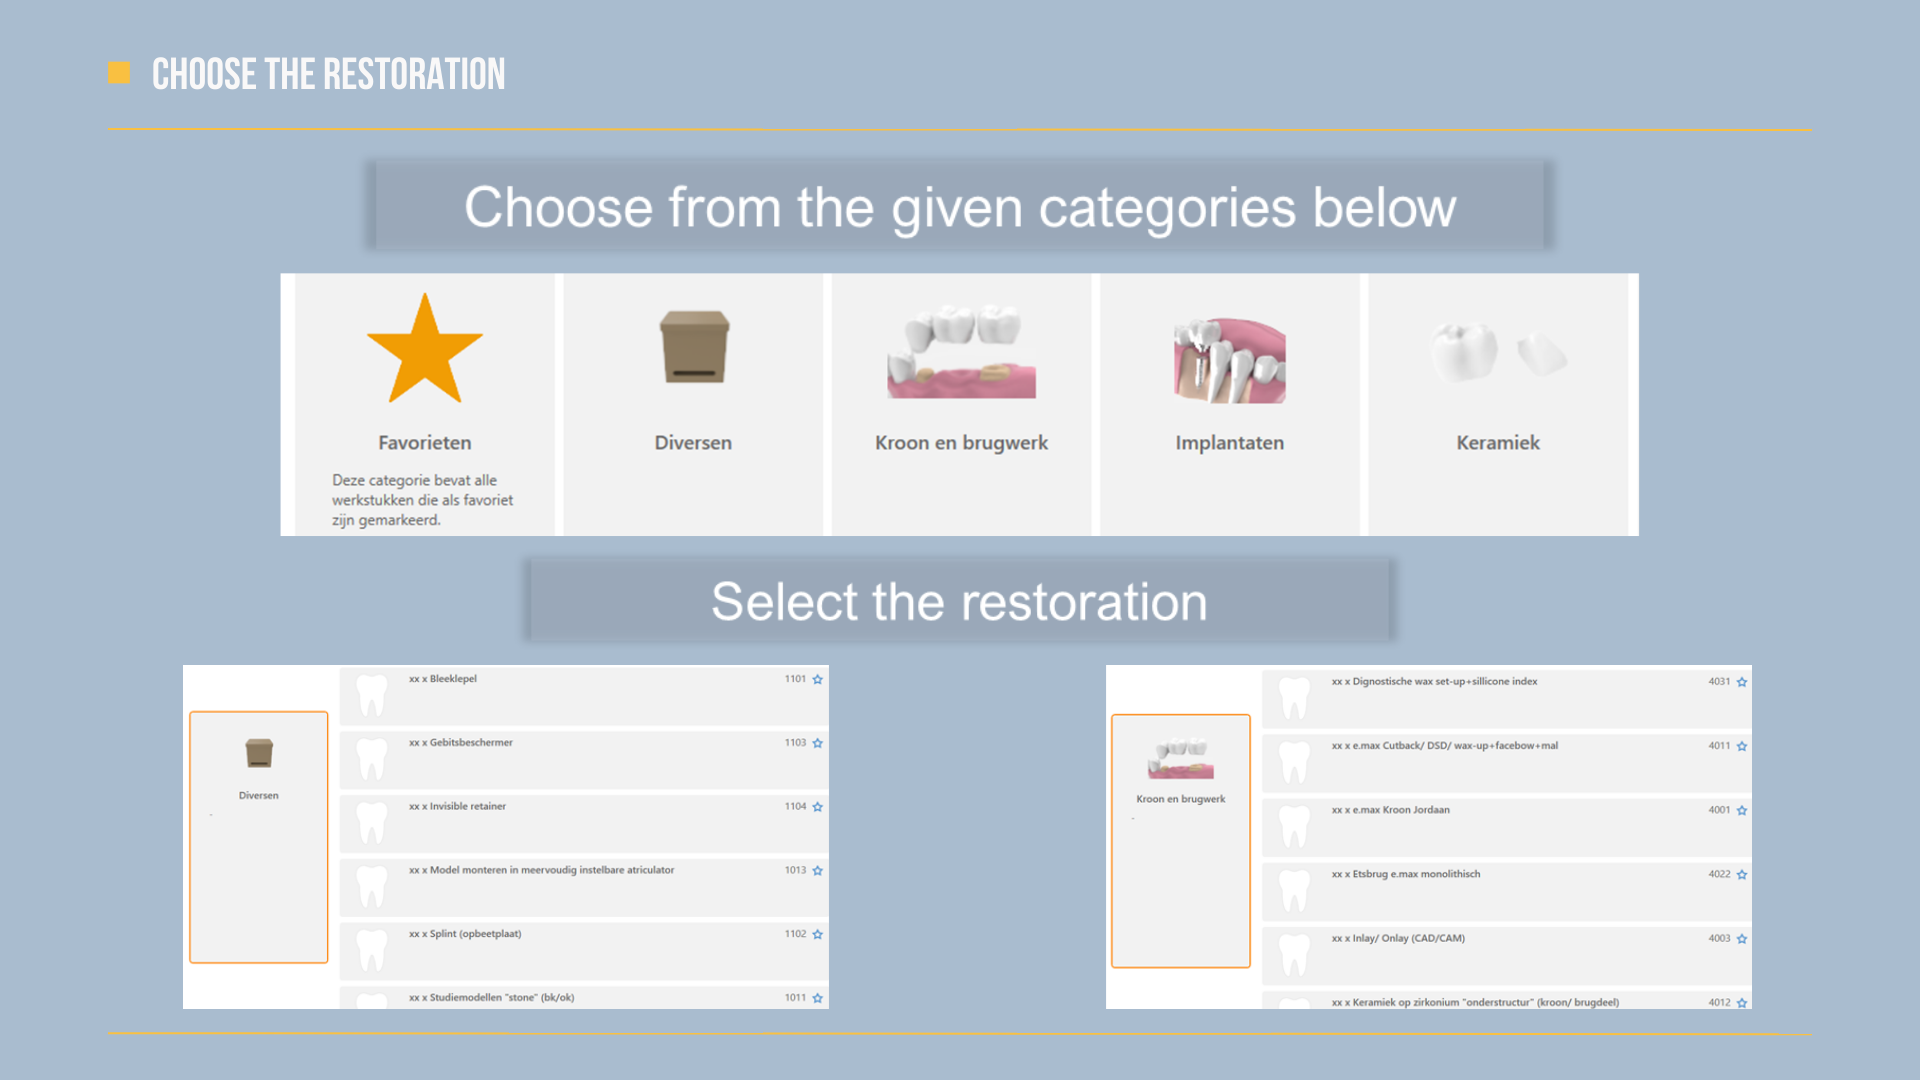 CHOOSE THE RESTORATION
Choose from the given categories below
Favorieten
Deze categorie bevat alle
werkstukken die als favoriet
zijn gemarkeerd.
Diversen
Kroon en brugwerk
Implantaten
Keramiek
Select the restoration
Diversen
xx x Bleeklepel 1101
xx x Gebitsbeschermer 1103
xx x Invisible retainer 1104
xx x Model monteren in meervoudig instelbare atriculator 1013
xx x Splint (opbeetplaat) 1102
xx x Studiemodellen "stone" (bk/ok) 1011
Kroon en brugwerk
xx x Dignostische wax set-up+sillicone index 4031
xx x e.max Cutback/ DSD/ wax-up+facebow+mal 4011
xx x e.max Kroon Jordaan 4001
xx x Etsbrug e.max monolithisch 4022
xx x Inlay/ Onlay (CAD/CAM) 4003
xx x Keramiek op zirkonium "onderstructur" (kroon/ brugdeel) 4012